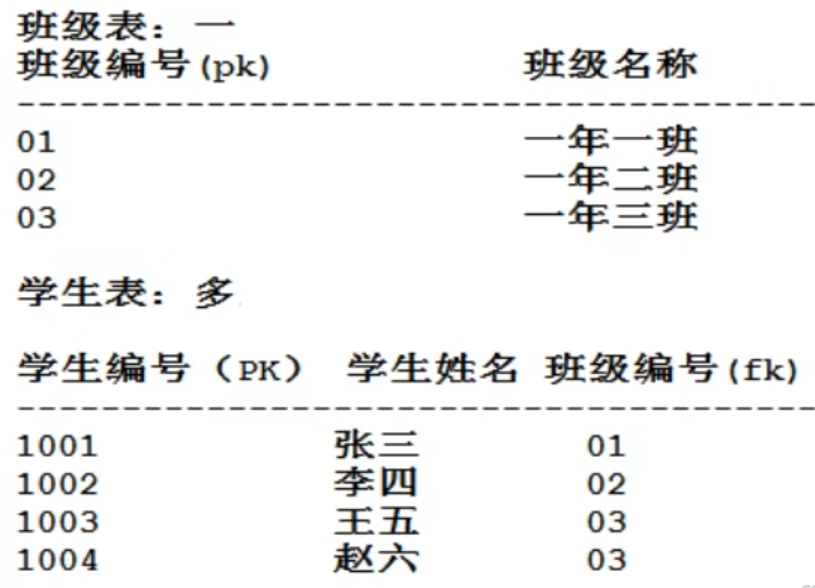 班级表：一
班级编号(pk) 班级名称
----------------------------------------
01 一年一班
02 一年二班
03 一年三班
学生表：多
学生编号（PK） 学生姓名 班级编号(fk)
----------------------------------------
1001 张三 01
1002 李四 02
1003 王五 03
1004 赵六 03